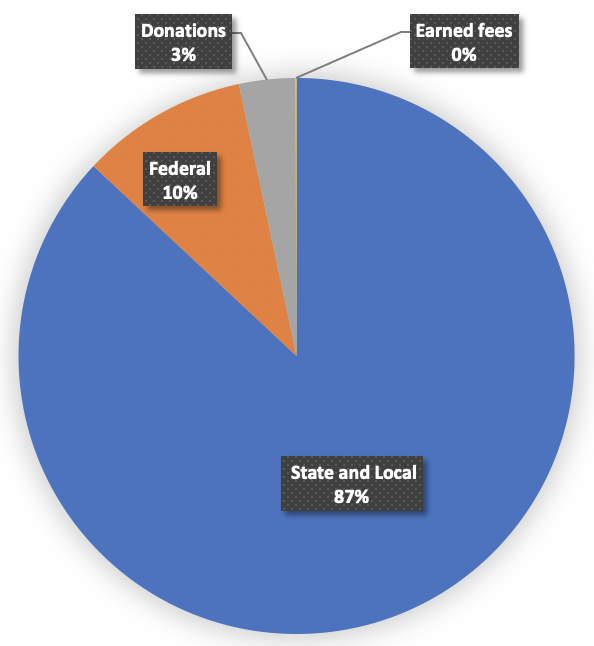 Donations
3%
Earned fees
0%
Federal
10%
State and Local
87%